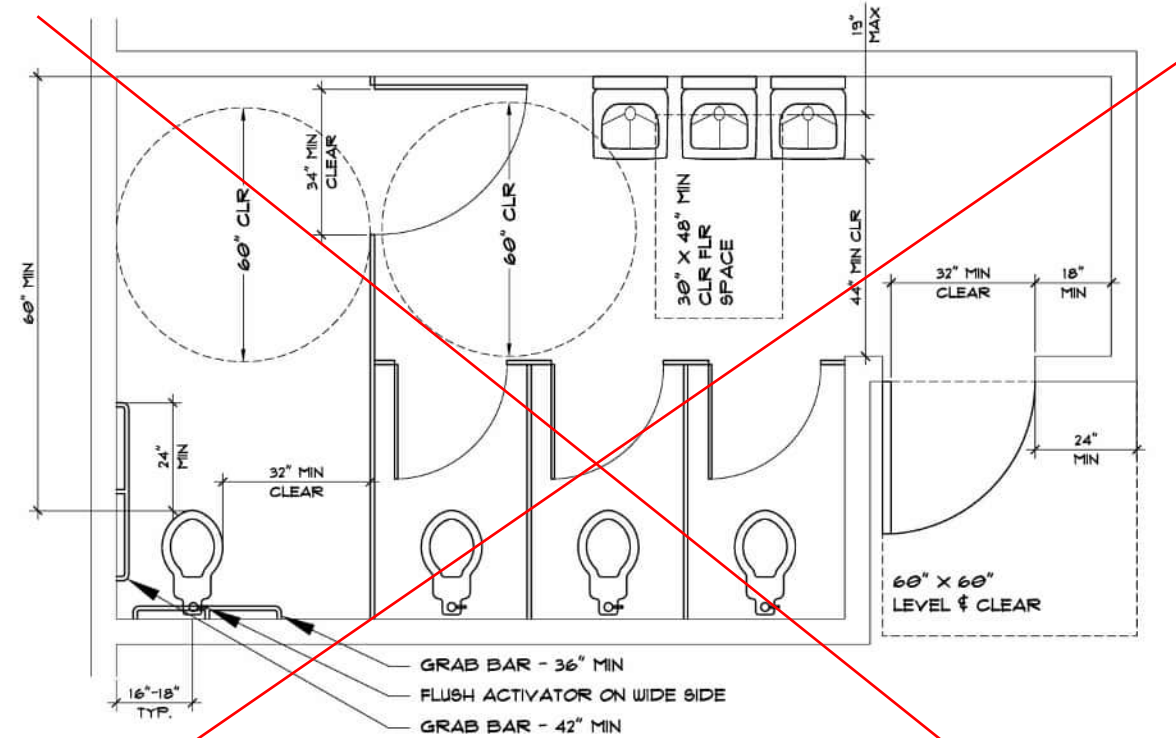 19" MAX
34" MIN
CLEAR
60" CLR
60" CLR
30" X 48" MIN
CLR FLR
SPACE
44" MIN CLR
32" MIN
CLEAR
18"
MIN
60" MIN
24"
MIN
32" MIN
CLEAR
24"
MIN
60" X 60"
LEVEL & CLEAR
GRAB BAR - 36" MIN
FLUSH ACTIVATOR ON WIDE SIDE
GRAB BAR - 42" MIN
16"-18"
TYP.